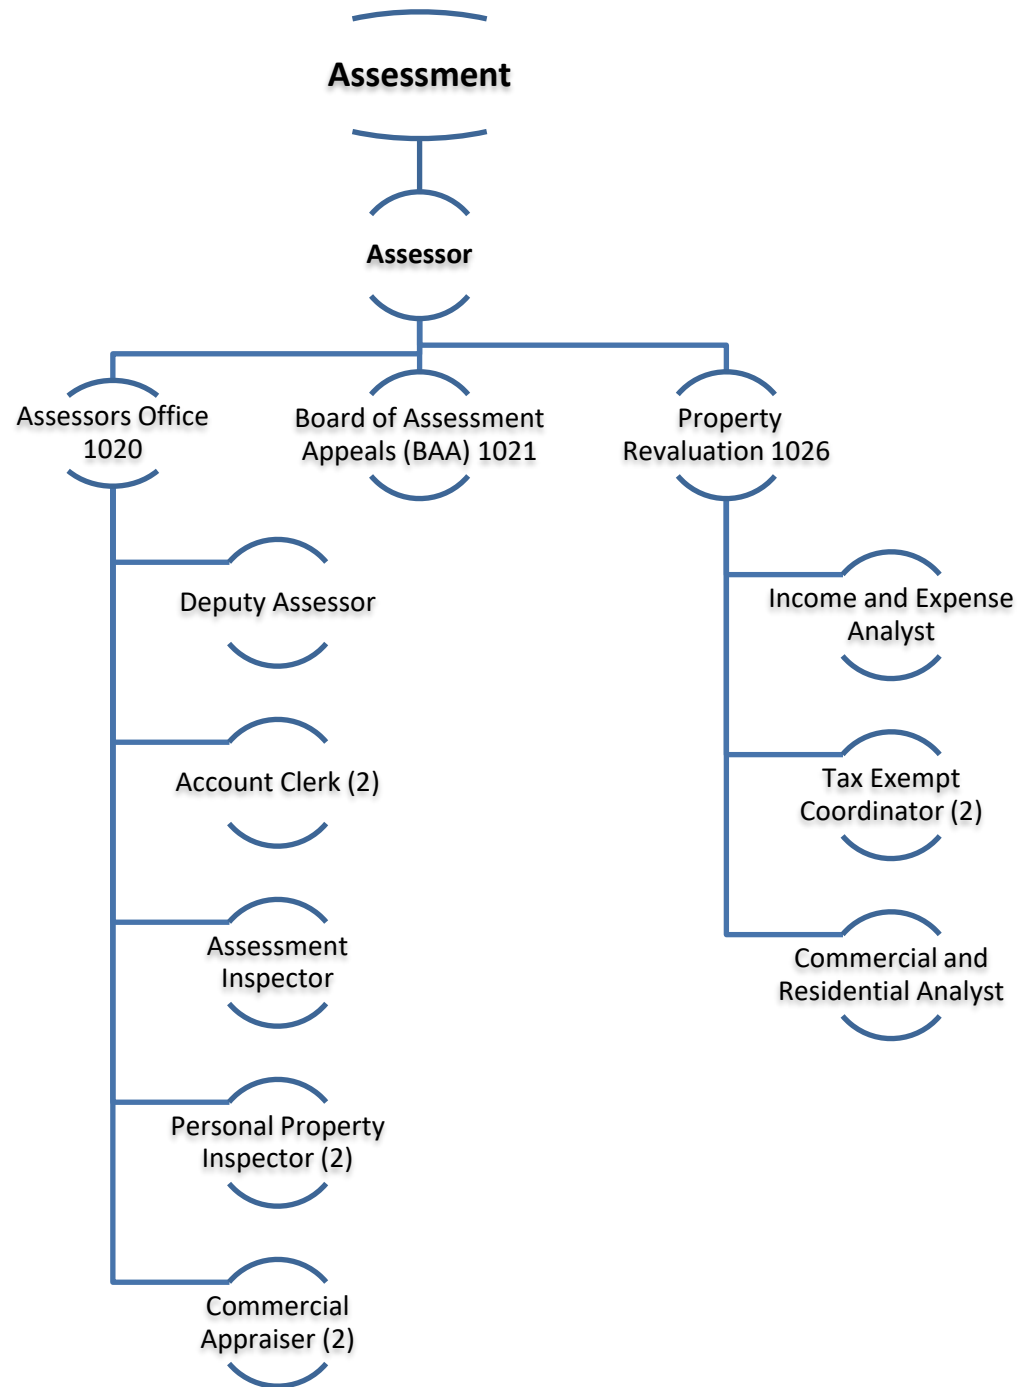 Assessment
Assessor
Assessors Office
1020
Board of Assessment
Appeals (BAA) 1021
Property
Revaluation 1026
Deputy Assessor
Account Clerk (2)
Assessment
Inspector
Personal Property
Inspector (2)
Commercial
Appraiser (2)
Income and Expense
Analyst
Tax Exempt
Coordinator (2)
Commercial and
Residential Analyst